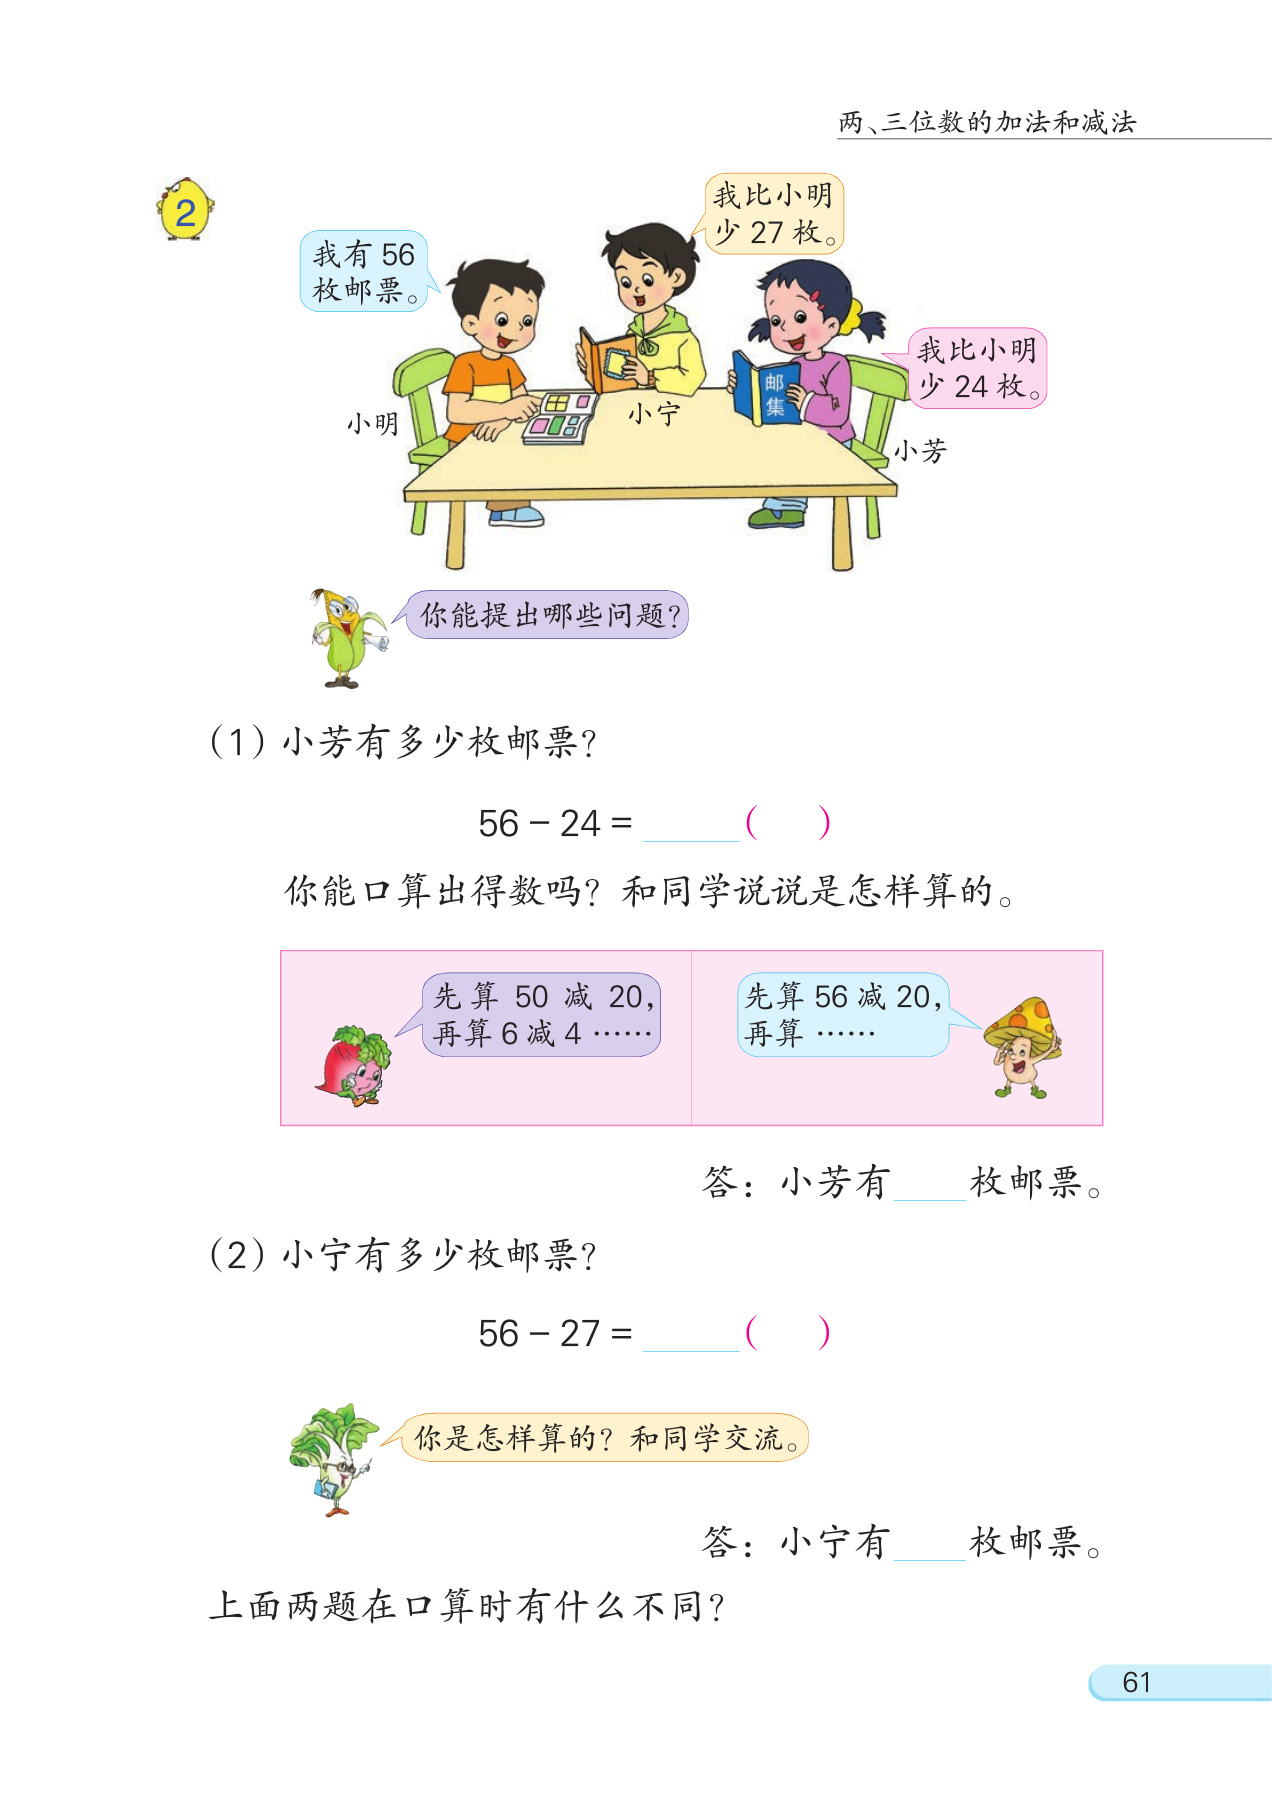 两、三位数的加法和减法
2
我比小明
少 27 枚。
我有 56
枚邮票。
我比小明
少 24 枚。
邮
集
小明
小宁
小芳
你能提出哪些问题？
（1）小芳有多少枚邮票？
56 − 24 = ____（  ）
你能口算出得数吗？和同学说说是怎样算的。
先算 50 减 20，
再算 6 减 4 ……
先算 56 减 20，
再算 ……
答：小芳有____枚邮票。
（2）小宁有多少枚邮票？
56 − 27 = ____（  ）
你是怎样算的？和同学交流。
答：小宁有____枚邮票。
上面两题在口算时有什么不同？
61